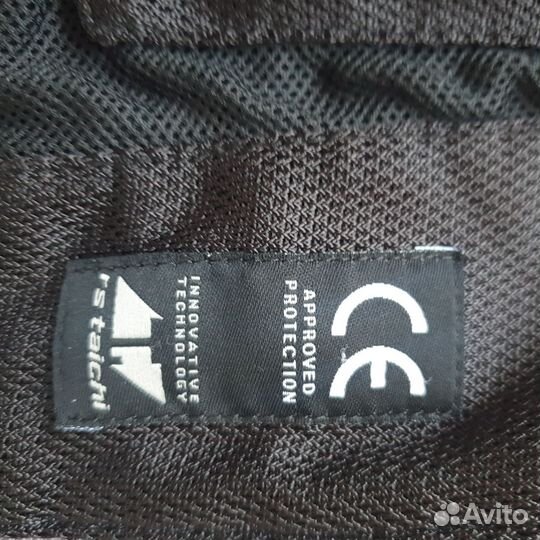 CE
APPROVED
PROTECTION
INNOVATIVE
TECHNOLOGY
rs taichi
Avito